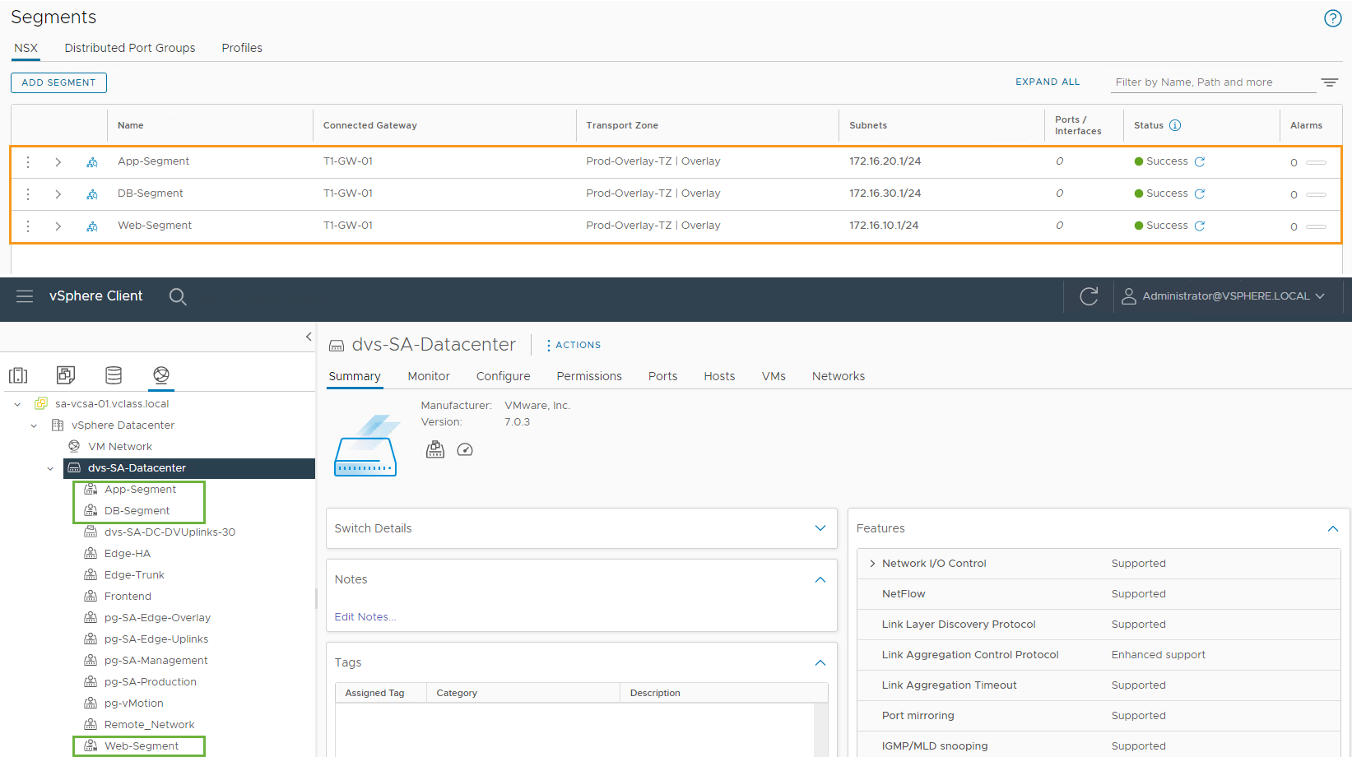 Segments
?
NSX Distributed Port Groups Profiles
ADD SEGMENT EXPAND ALL Filter by Name, Path and more
Name Connected Gateway Transport Zone Subnets Ports / Interfaces Status i Alarms
App-Segment T1-GW-01 Prod-Overlay-TZ | Overlay 172.16.20.1/24 0 Success 0
DB-Segment T1-GW-01 Prod-Overlay-TZ | Overlay 172.16.30.1/24 0 Success 0
Web-Segment T1-GW-01 Prod-Overlay-TZ | Overlay 172.16.10.1/24 0 Success 0
vSphere Client Administrator@VSPHERE.LOCAL
sa-vcsa-01.vclass.local
vSphere Datacenter
VM Network
dvs-SA-Datacenter
App-Segment
DB-Segment
dvs-SA-DC-DVUplinks-30
Edge-HA
Edge-Trunk
Frontend
pg-SA-Edge-Overlay
pg-SA-Edge-Uplinks
pg-SA-Management
pg-SA-Production
pg-vMotion
Remote_Network
Web-Segment
dvs-SA-Datacenter ACTIONS
Summary Monitor Configure Permissions Ports Hosts VMs Networks
Manufacturer: VMware, Inc.
Version: 7.0.3
Switch Details
Notes
Edit Notes...
Tags
Assigned Tag Category Description
Features
Network I/O Control Supported
NetFlow Supported
Link Layer Discovery Protocol Supported
Link Aggregation Control Protocol Enhanced support
Link Aggregation Timeout Supported
Port mirroring Supported
IGMP/MLD snooping Supported